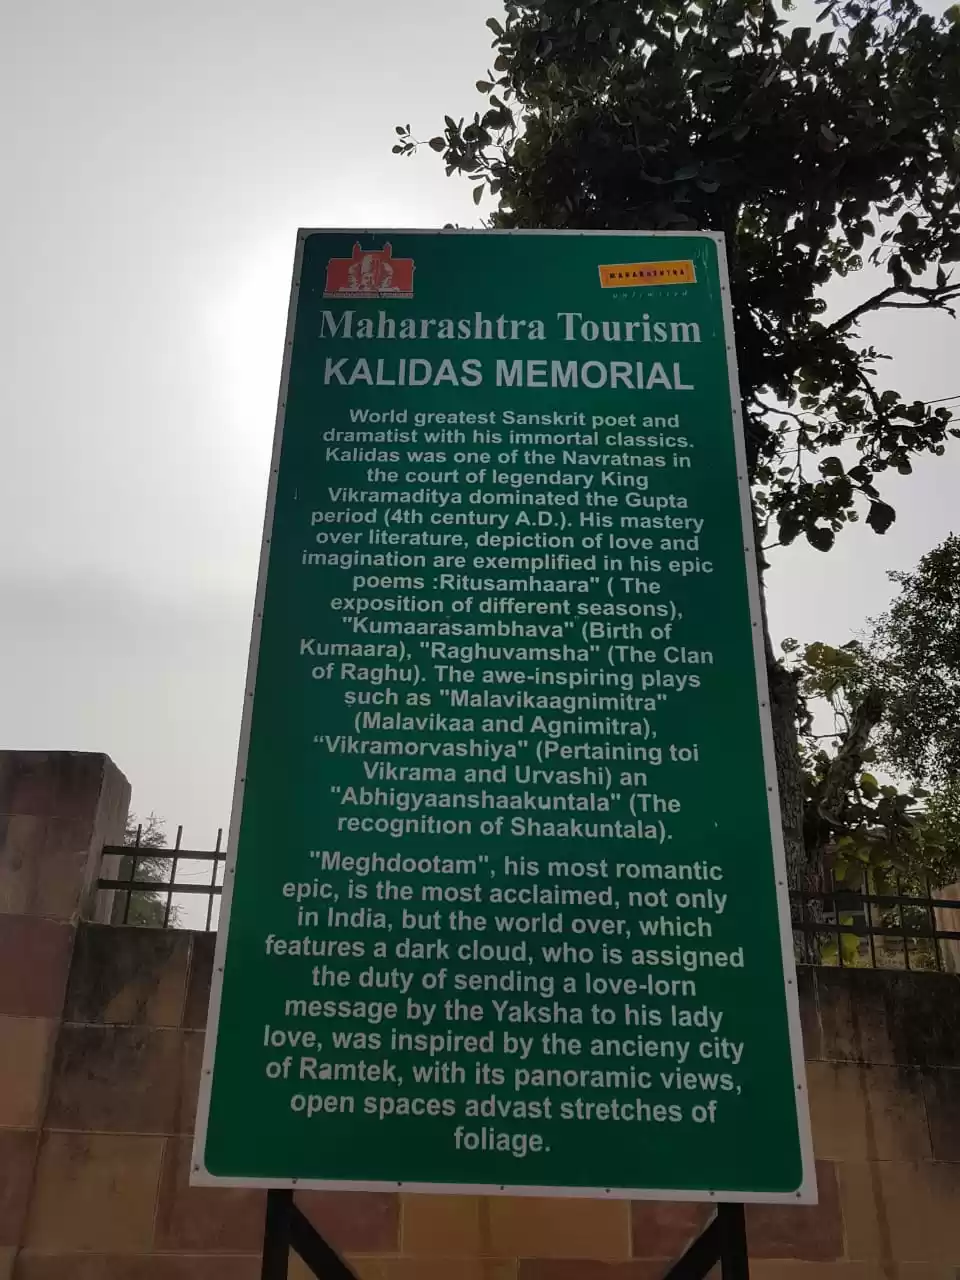 MAHARASHTRA
UNLIMITED
Maharashtra Tourism
KALIDAS MEMORIAL
World greatest Sanskrit poet and
dramatist with his immortal classics.
Kalidas was one of the Navratnas in
the court of legendary King
Vikramaditya dominated the Gupta
period (4th century A.D.). His mastery
over literature, depiction of love and
imagination are exemplified in his epic
poems :Ritusamhaara" ( The
exposition of different seasons),
"Kumaarasambhava" (Birth of
Kumaara), "Raghuvamsha" (The Clan
of Raghu). The awe-inspiring plays
such as "Malavikaagnimitra"
(Malavikaa and Agnimitra),
“Vikramorvashiya" (Pertaining toi
Vikrama and Urvashi) an
"Abhigyaanshaakuntala" (The
recognition of Shaakuntala).
"Meghdootam", his most romantic
epic, is the most acclaimed, not only
in India, but the world over, which
features a dark cloud, who is assigned
the duty of sending a love-lorn
message by the Yaksha to his lady
love, was inspired by the ancieny city
of Ramtek, with its panoramic views,
open spaces advast stretches of
foliage.